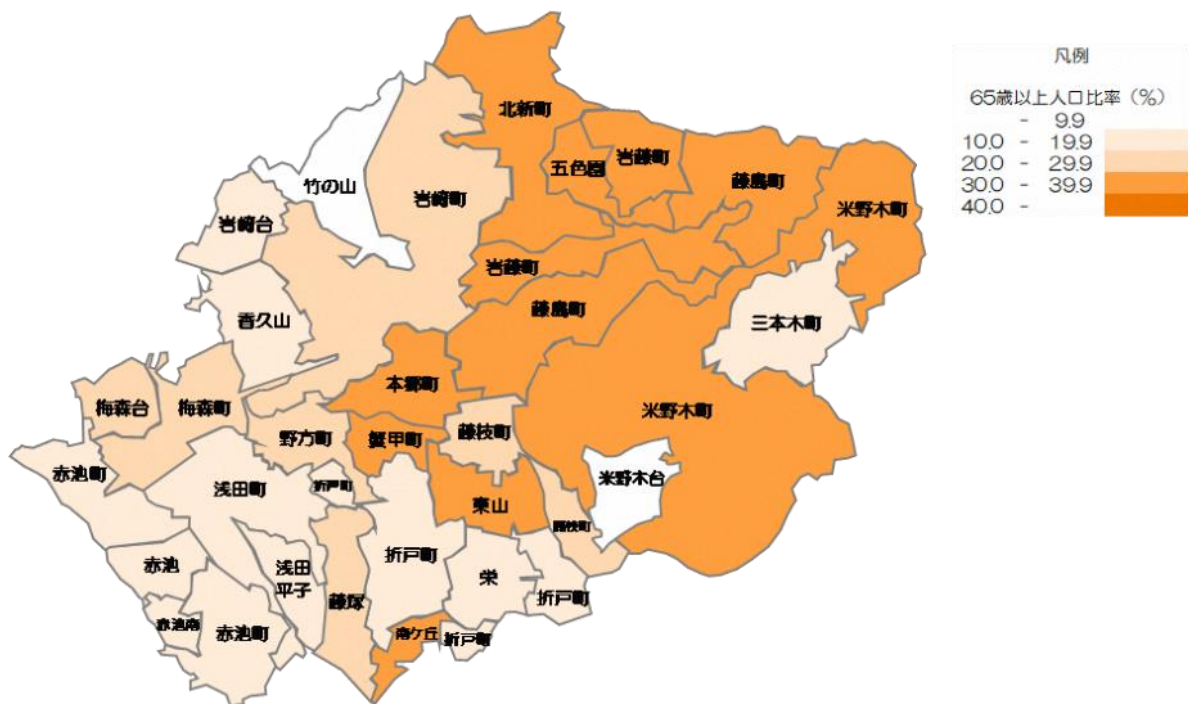 凡例
65歳以上人口比率（%）
- 9.9
10.0 - 19.9
20.0 - 29.9
30.0 - 39.9
40.0 -
北新町
竹の山
五色園
岩藤町
藤島町
岩崎町
米野木町
岩崎台
岩藤町
香久山
藤島町
三本木町
本郷町
梅森台
梅森町
米野木町
野方町
蟹甲町
藤枝町
赤池町
浅田町
折戸町
米野木台
東山
藤枝町
赤池
浅田
平子
折戸町
栄
藤塚
折戸町
赤池南
赤池町
南ケ丘
折戸町